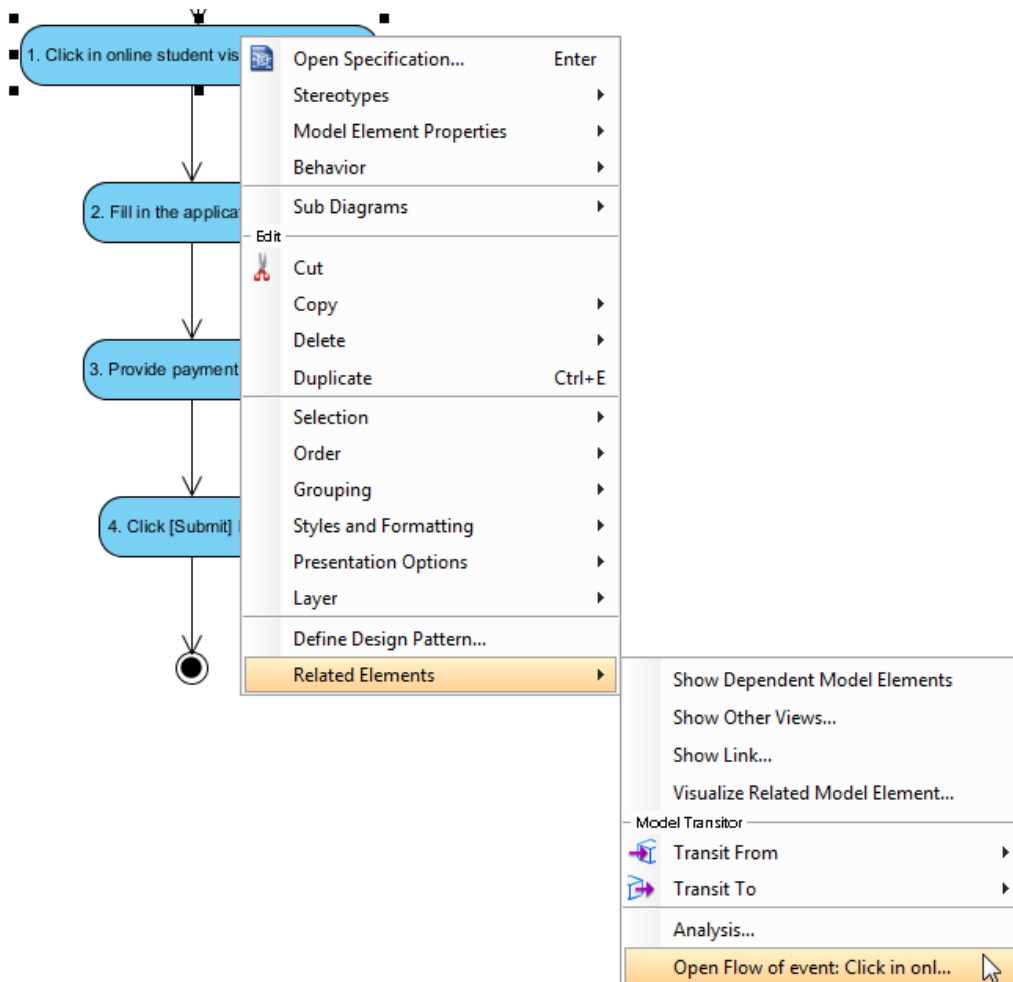 1. Click in online student vis
2. Fill in the applica
3. Provide payment
4. Click [Submit]
Open Specification... Enter
Stereotypes
Model Element Properties
Behavior
Sub Diagrams
Edit
Cut
Copy
Delete
Duplicate Ctrl+E
Selection
Order
Grouping
Styles and Formatting
Presentation Options
Layer
Define Design Pattern...
Related Elements
Show Dependent Model Elements
Show Other Views...
Show Link...
Visualize Related Model Element...
Model Transitor
Transit From
Transit To
Analysis...
Open Flow of event: Click in onl...